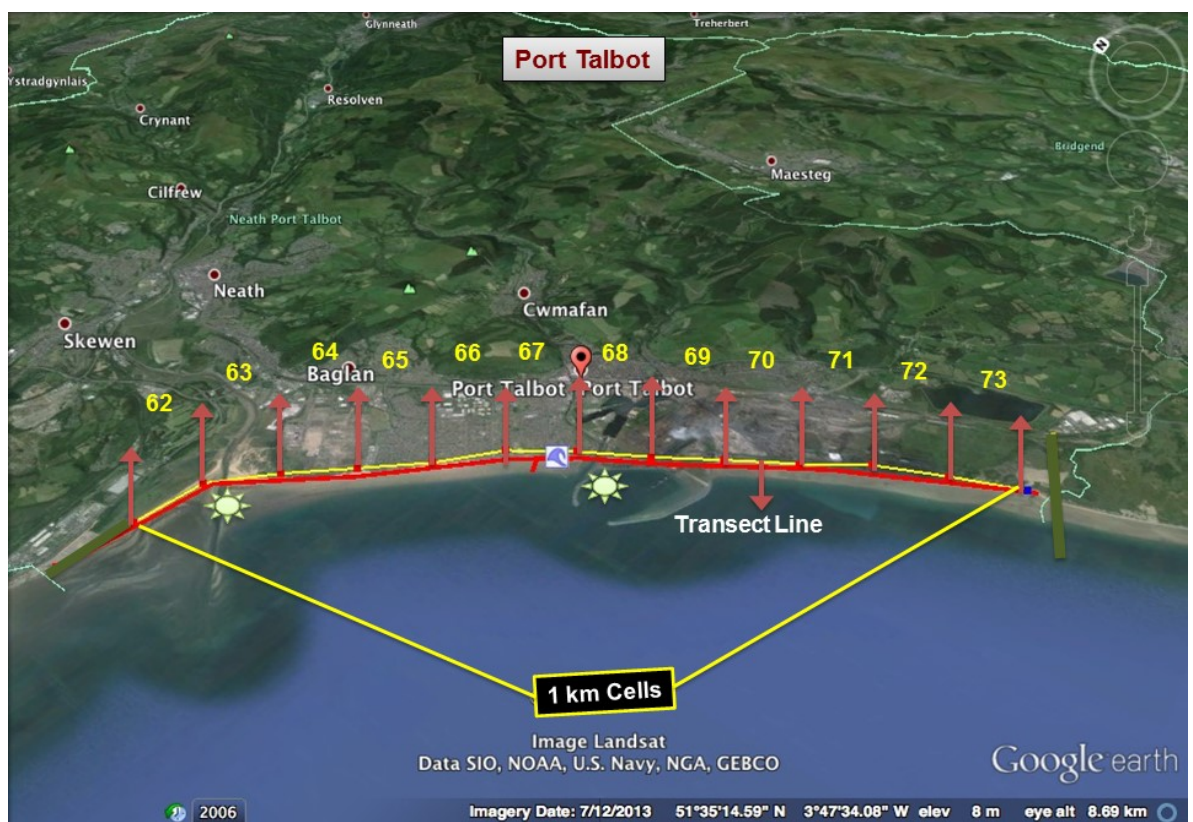 Glynneath
Treherbert
Port Talbot
N
Ystradgynlais
Resolven
Crynant
Bridgend
Maesteg
Cilfrew
Neath Port Talbot
Neath
Cwmafan
Skewen
62
63
64
65
66
67
68
69
70
71
72
73
Baglan
Port Talbot
Port Talbot
Transect Line
1 km Cells
Image Landsat
Data SIO, NOAA, U.S. Navy, NGA, GEBCO
Google earth
2006
Imagery Date: 7/12/2013 51°35'14.59" N 3°47'34.08" W elev 8 m eye alt 8.69 km